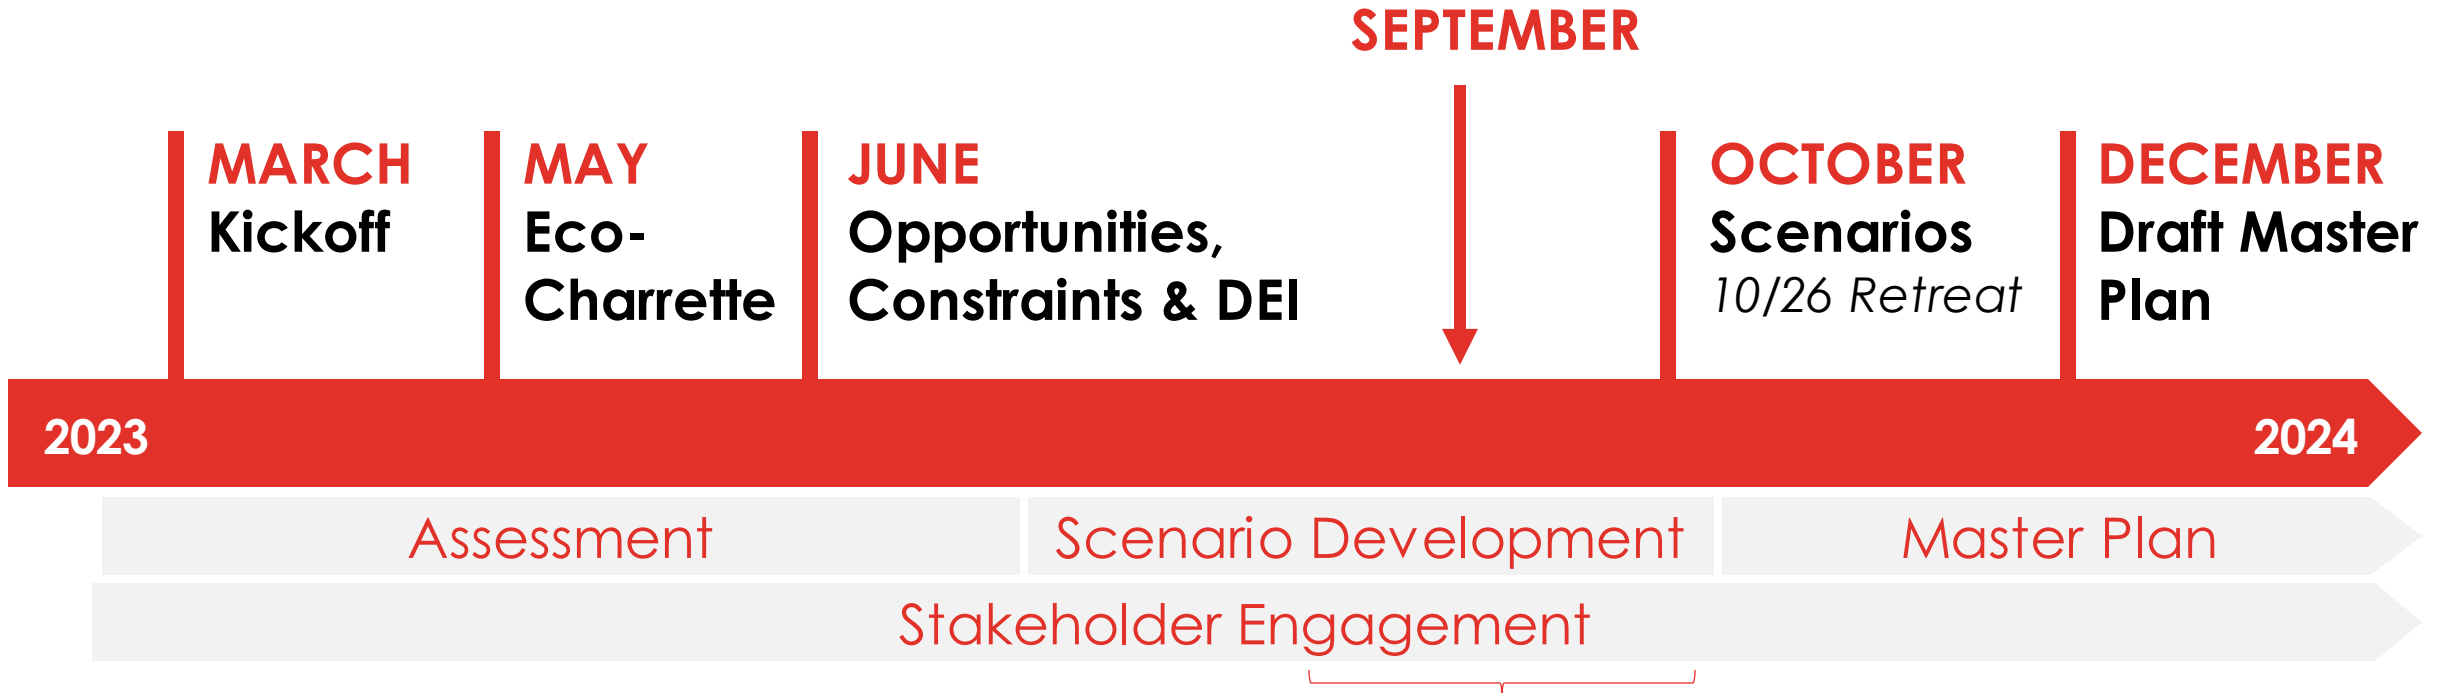 SEPTEMBER
MARCH
Kickoff
MAY
Eco-
Charrette
JUNE
Opportunities,
Constraints & DEI
OCTOBER
Scenarios
10/26 Retreat
DECEMBER
Draft Master
Plan
2023
2024
Assessment
Scenario Development
Master Plan
Stakeholder Engagement